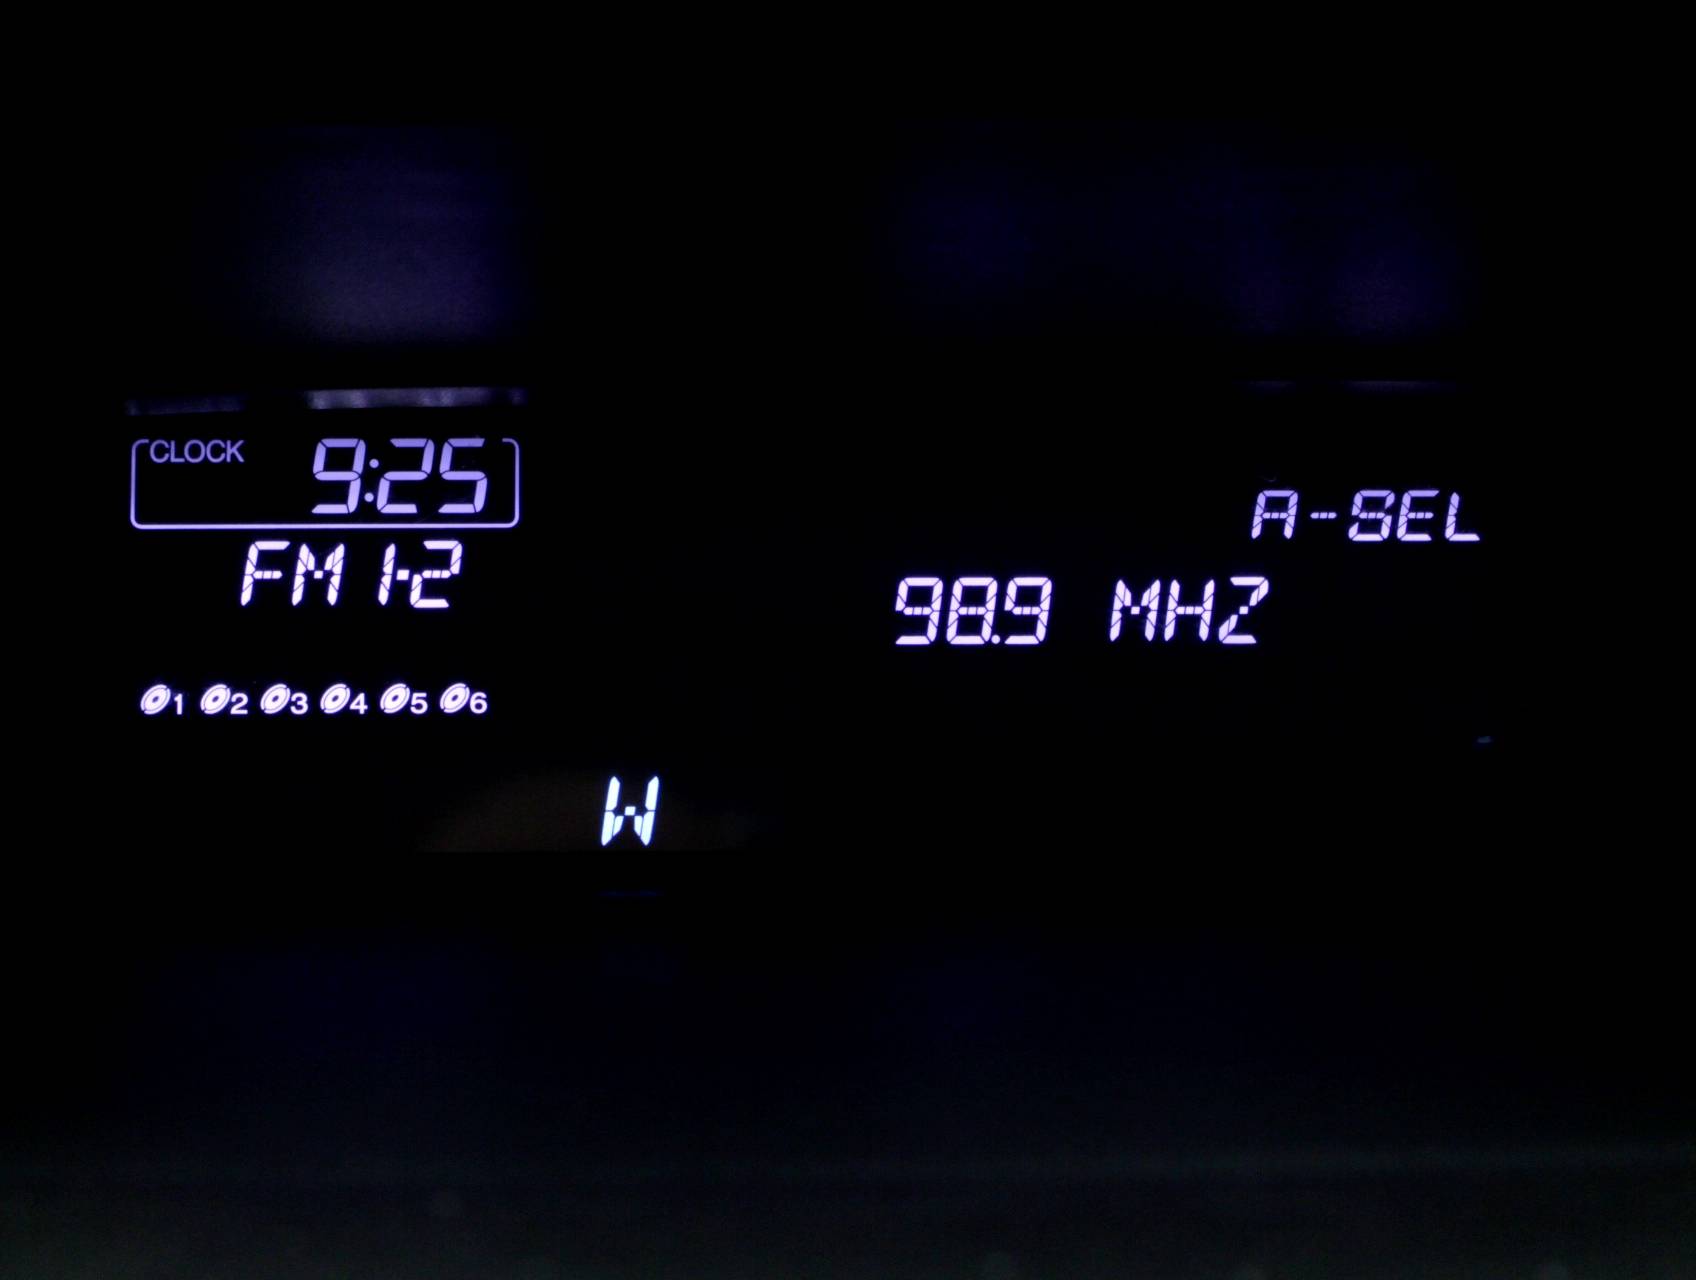 CLOCK 9:25
A-SEL
FM 1-2
98.9 MHZ
1 2 3 4 5 6
W